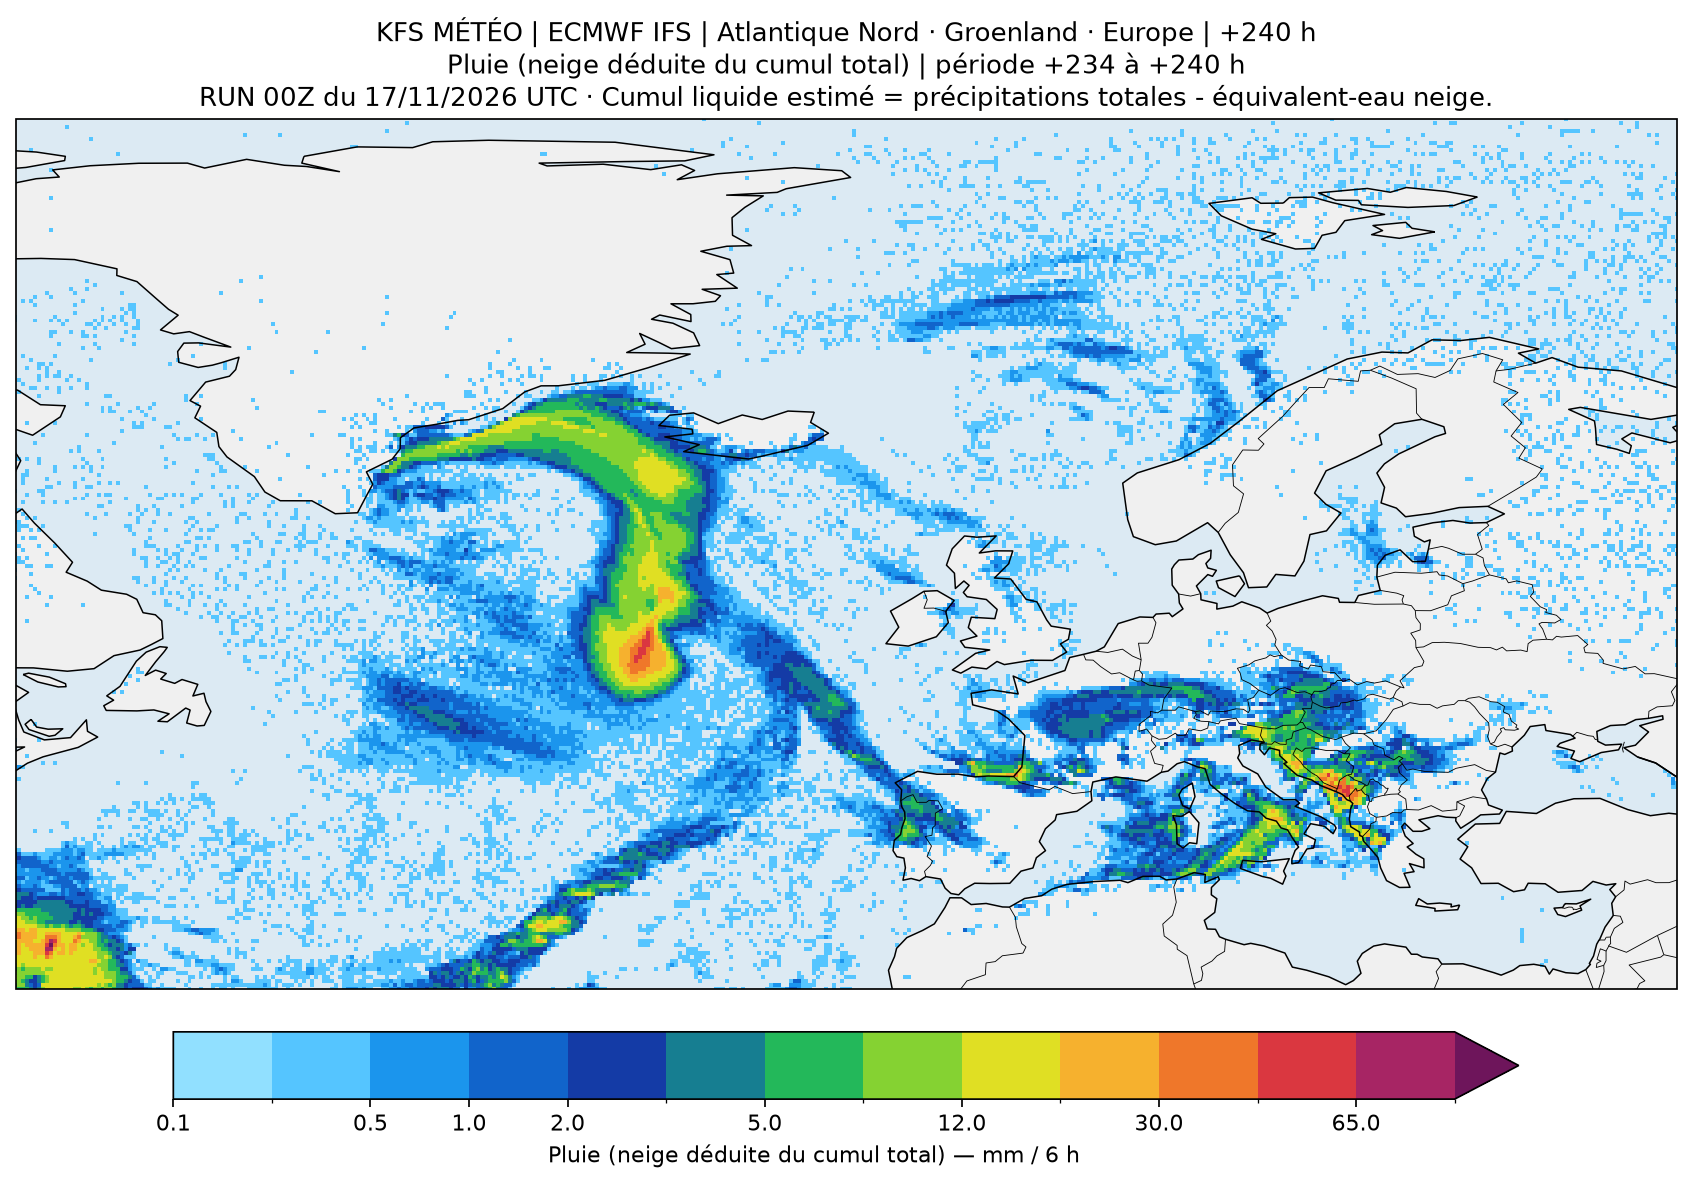 KFS MÉTÉO | ECMWF IFS | Atlantique Nord · Groenland · Europe | +240 h
Pluie (neige déduite du cumul total) | période +234 à +240 h
RUN 00Z du 17/11/2026 UTC · Cumul liquide estimé = précipitations totales - équivalent-eau neige.
0.1 0.5 1.0 2.0 5.0 12.0 30.0 65.0
Pluie (neige déduite du cumul total) — mm / 6 h